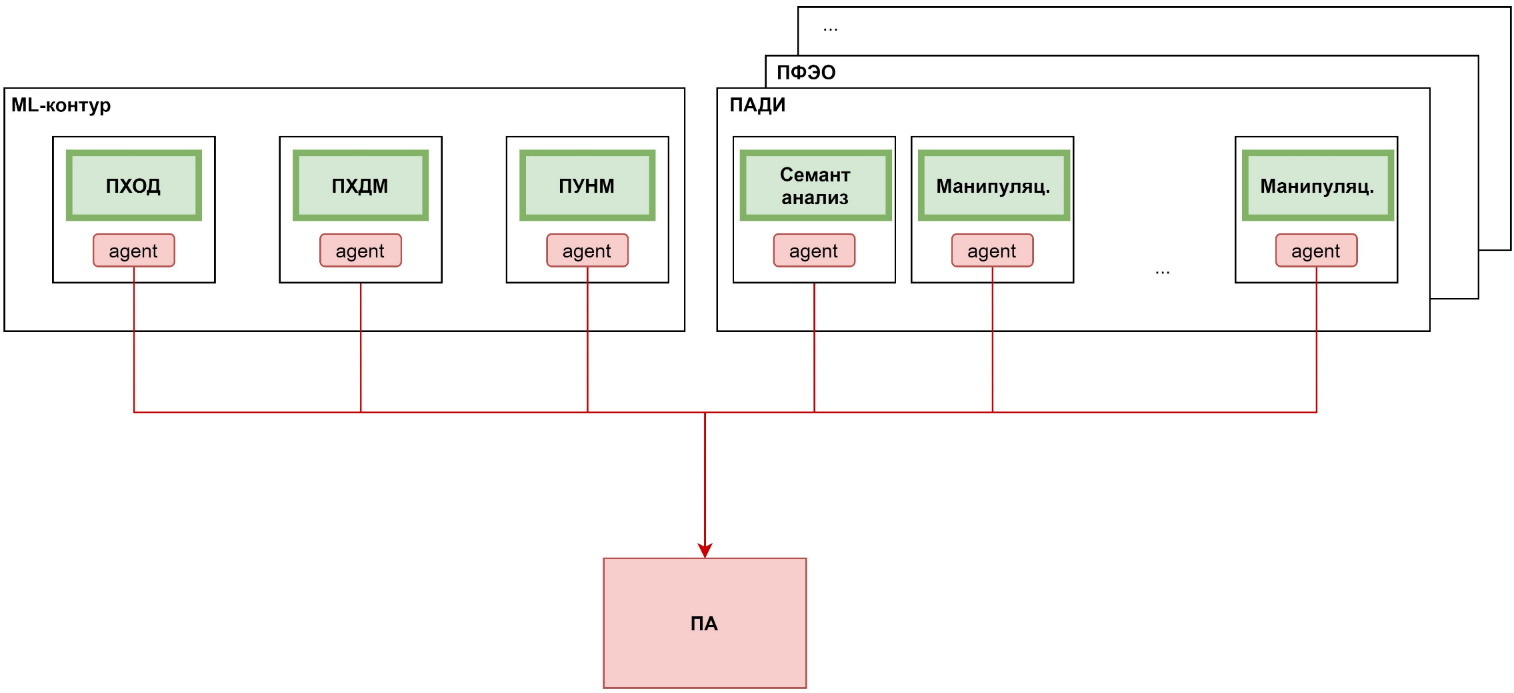 ...
ПФЭО
ML-контур
ПАДИ
ПХОД
agent
ПХДМ
agent
ПУНМ
agent
Семант
анализ
agent
Манипуляц.
agent
...
Манипуляц.
agent
ПА